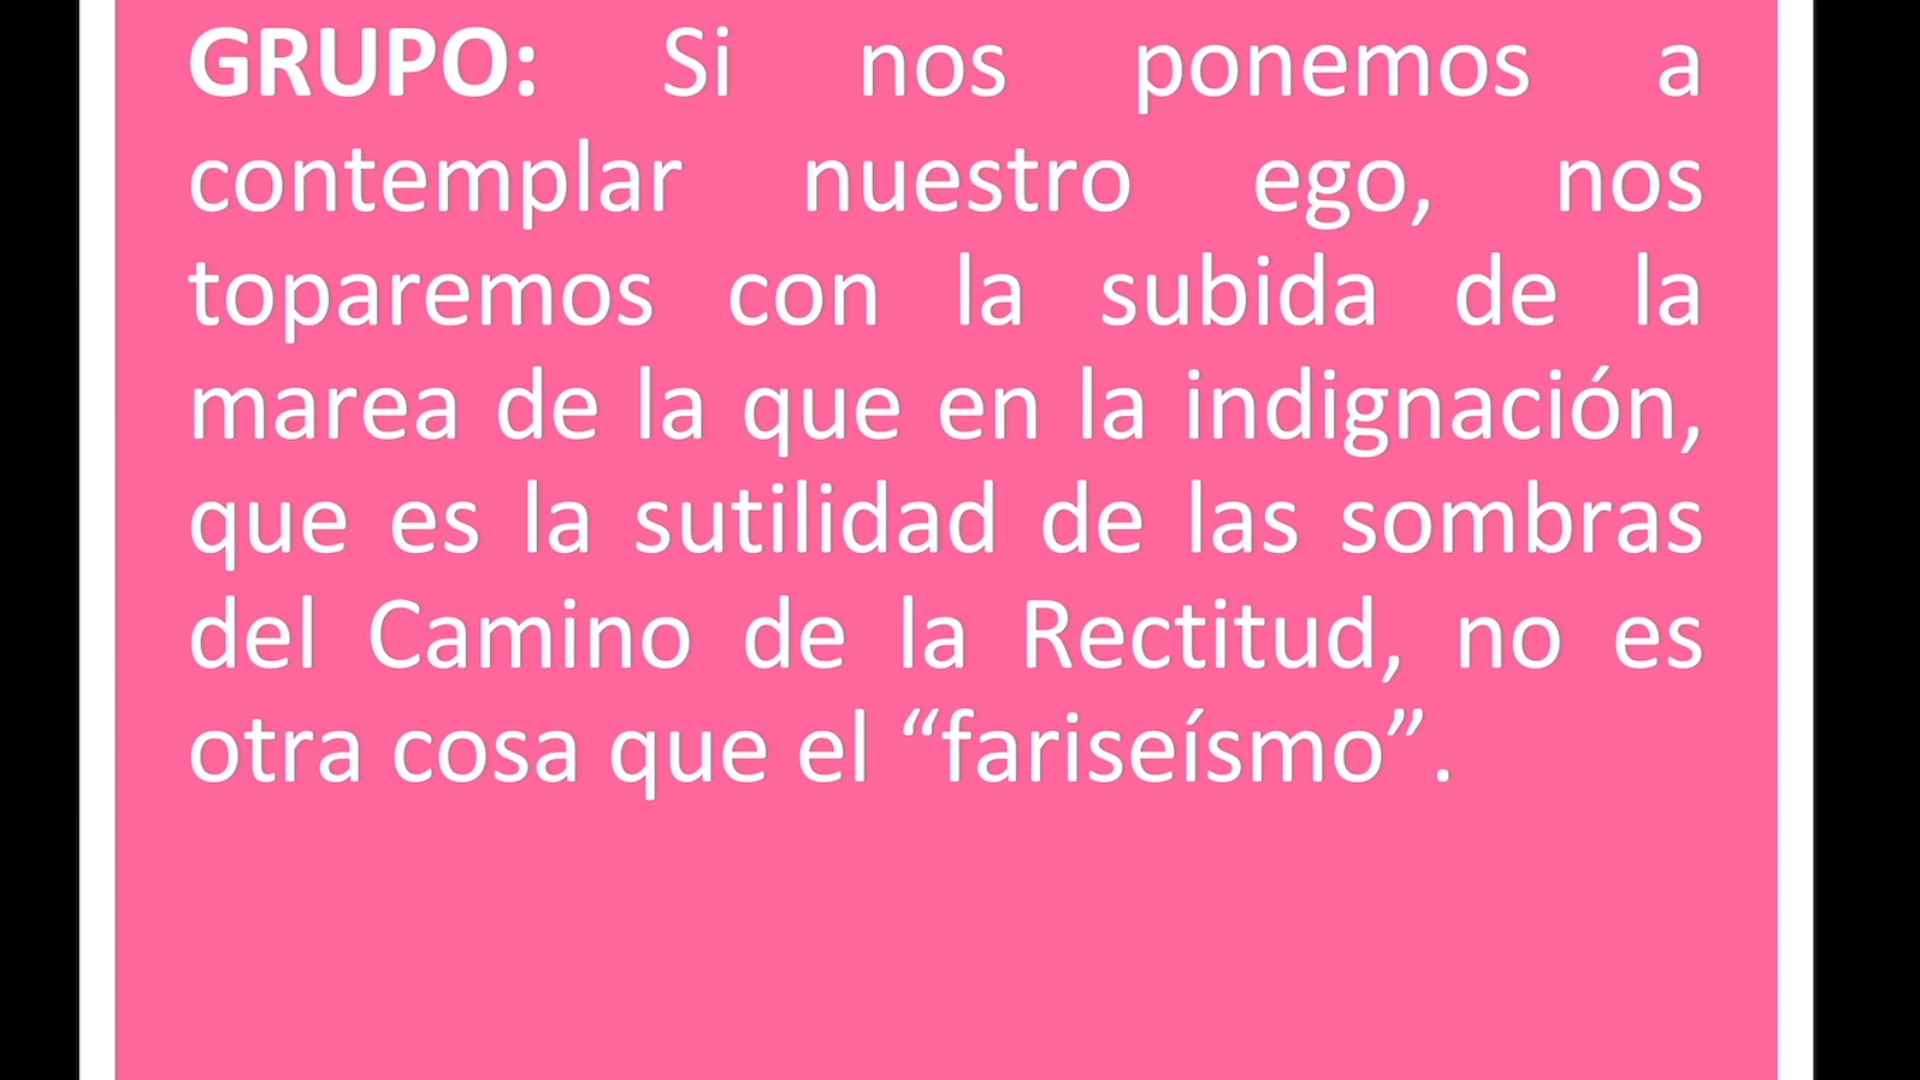 GRUPO: Si nos ponemos a
contemplar nuestro ego, nos
toparemos con la subida de la
marea de la que en la indignación,
que es la sutilidad de las sombras
del Camino de la Rectitud, no es
otra cosa que el “fariseísmo”.